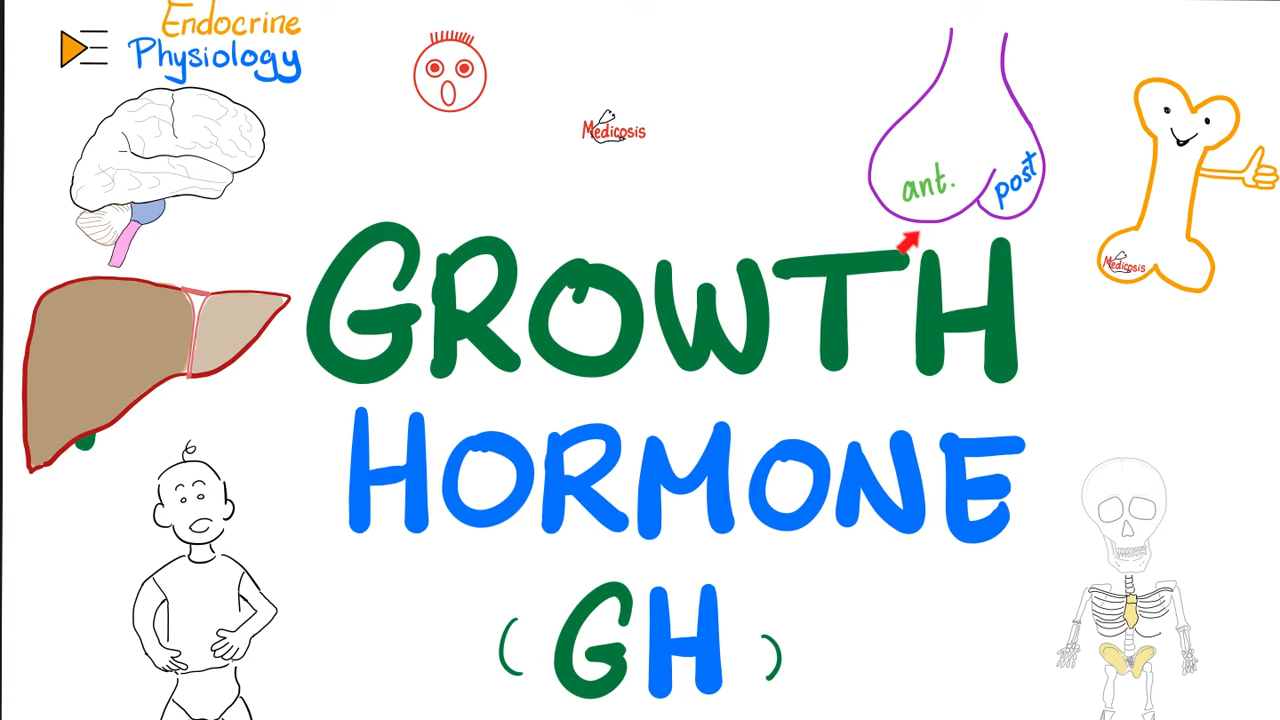 Endocrine
Physiology
Medicosis
ant.
post
Medicosis
GROWTH
HORMONE
(GH)